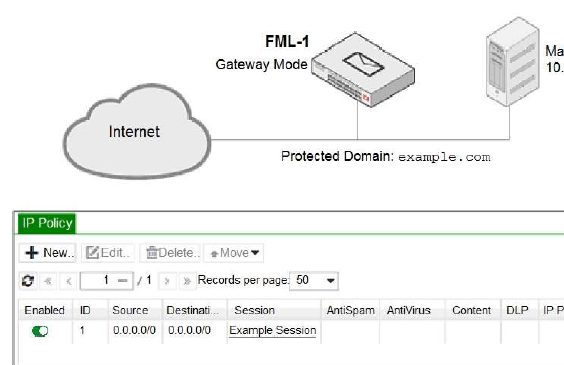 FML-1
Gateway Mode
Ma
10.
Internet
Protected Domain: example.com
IP Policy
New.. Edit.. Delete.. Move
1 / 1 Records per page: 50
Enabled ID Source Destinati... Session AntiSpam AntiVirus Content DLP IP P
1 0.0.0.0/0 0.0.0.0/0 Example Session